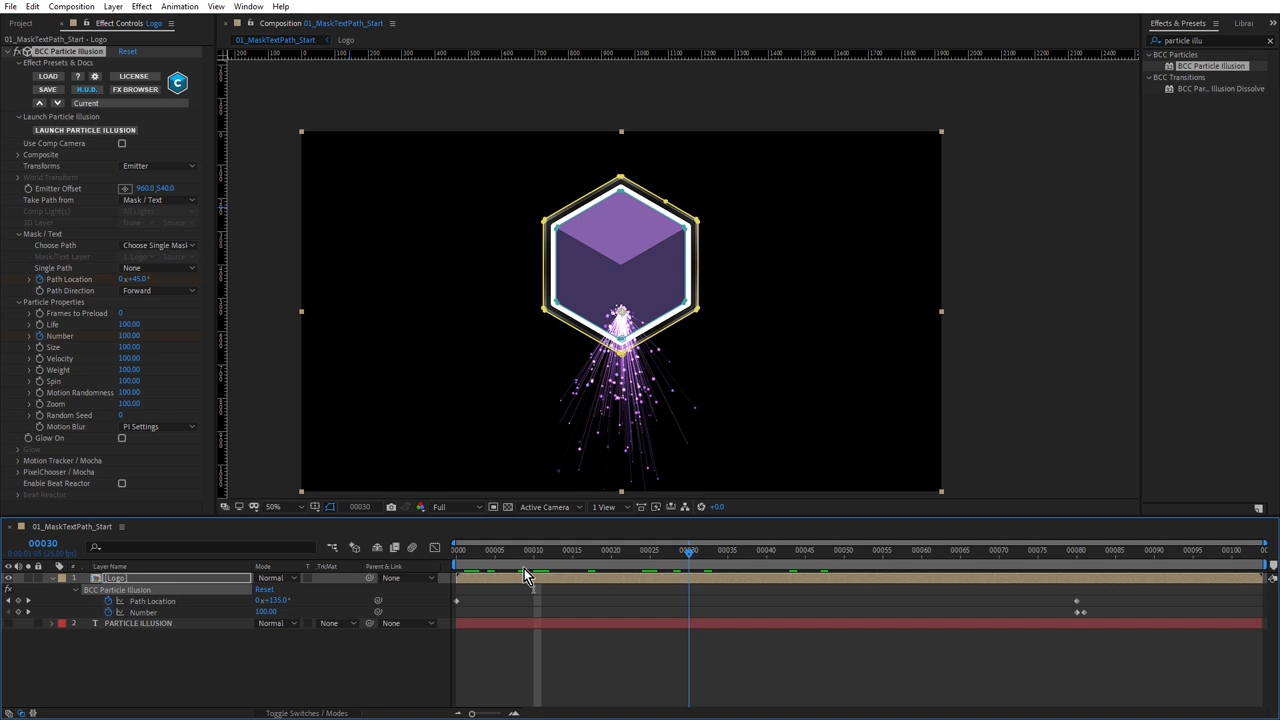 File Edit Composition Layer Effect Animation View Window Help
Project Effect Controls Logo Composition 01_MaskTextPath_Start Effects & Presets Librai
01_MaskTextPath_Start • Logo 01_MaskTextPath_Start Logo particle illu
BCC Particle Illusion Reset BCC Particles
Effect Presets & Docs BCC Particle Illusion
LOAD ? LICENSE BCC Transitions
SAVE H.U.D. FX BROWSER BCC Par... Illusion Dissolve
Current
Launch Particle Illusion
LAUNCH PARTICLE ILLUSION
Use Comp Camera
Composite
Transforms Emitter
World Transform
Emitter Offset 960.0,540.0
Take Path from Mask / Text
Comp Light(s) All Lights
3D Layer None Source
Mask / Text
Choose Path Choose Single Mask
Mask/Text Layer 1. Logo Source
Single Path None
Path Location 0x+45.0°
Path Direction Forward
Particle Properties
Frames to Preload 0
Life 100.00
Number 100.00
Size 100.00
Velocity 100.00
Weight 100.00
Spin 100.00
Motion Randomness 100.00
Zoom 100.00
Random Seed 0
Motion Blur PI Settings
Glow On
Glow
Motion Tracker / Mocha
PixelChooser / Mocha
Enable Beat Reactor
Beat Reactor
50% 00030 Full Active Camera 1 View +0.0
01_MaskTextPath_Start
00030
0:00:01:05 (25.00 fps)
0000 00005 00010 00015 00020 00025 00030 00035 00040 00045 00050 00055 00060 00065 00070 00075 00080 00085 00090 00095 00100
# Layer Name Mode T .TrkMat Parent & Link
1 [Logo] Normal None
fx BCC Particle Illusion Reset
Path Location 0x+135.0°
Number 100.00
2 T PARTICLE ILLUSION Normal None None
Toggle Switches / Modes